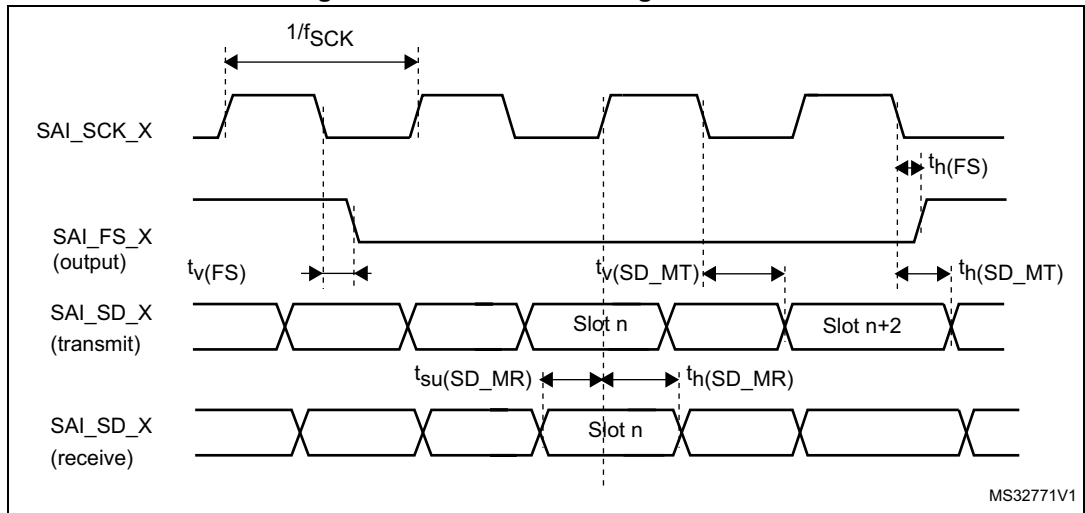 1/fSCK
SAI_SCK_X
th(FS)
SAI_FS_X
(output)
tv(FS)
tv(SD_MT)
th(SD_MT)
SAI_SD_X
(transmit)
Slot n
Slot n+2
tsu(SD_MR)
th(SD_MR)
SAI_SD_X
(receive)
Slot n
MS32771V1